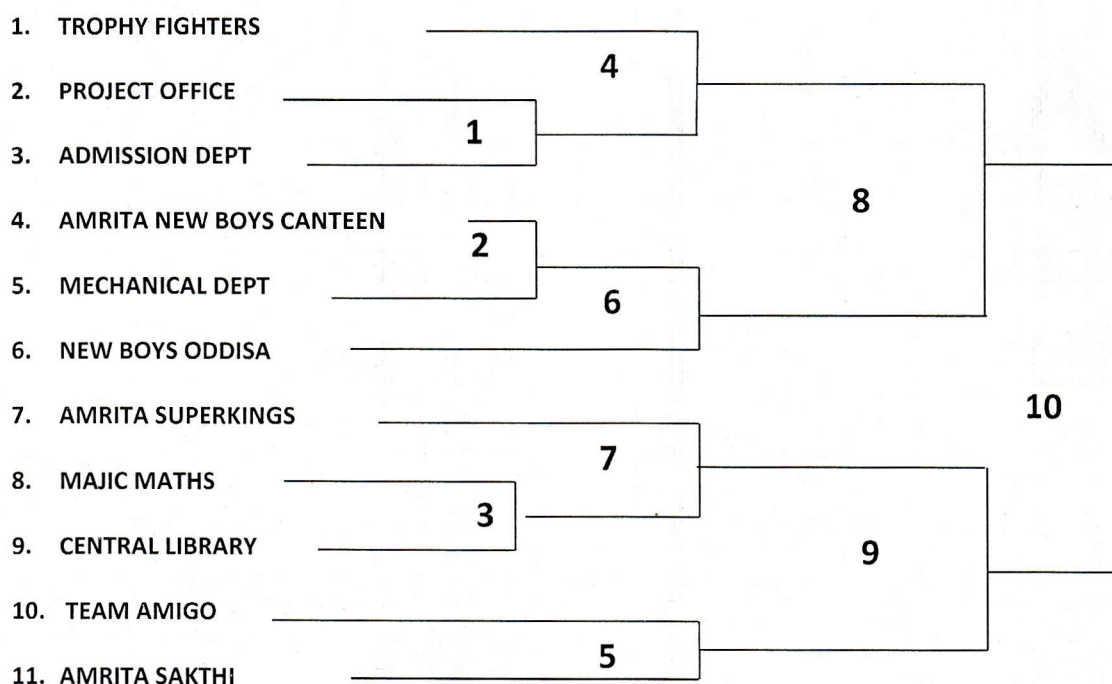 1. TROPHY FIGHTERS
4
2. PROJECT OFFICE
1
3. ADMISSION DEPT
8
4. AMRITA NEW BOYS CANTEEN
2
5. MECHANICAL DEPT
6
6. NEW BOYS ODDISA
10
7. AMRITA SUPERKINGS
7
8. MAJIC MATHS
3
9. CENTRAL LIBRARY
9
10. TEAM AMIGO
5
11. AMRITA SAKTHI